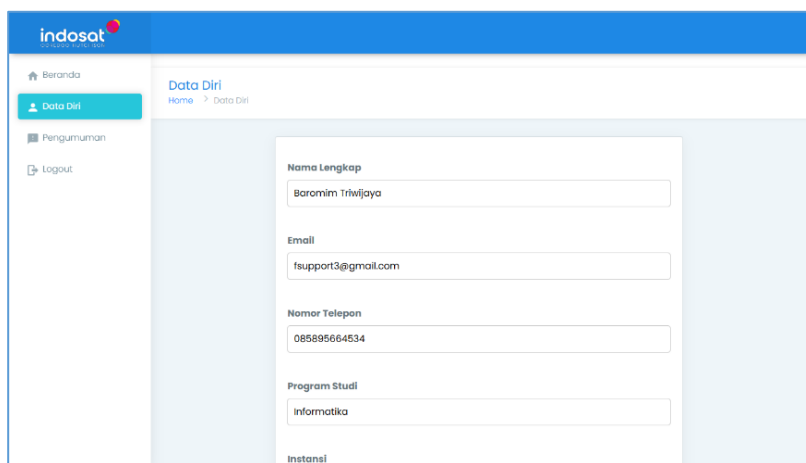 indosat
Beranda
Data Diri
Pengumuman
Logout
Data Diri
Home > Data Diri
Nama Lengkap
Baromim Triwijaya
Email
fsupport3@gmail.com
Nomor Telepon
085895664534
Program Studi
Informatika
Instansi